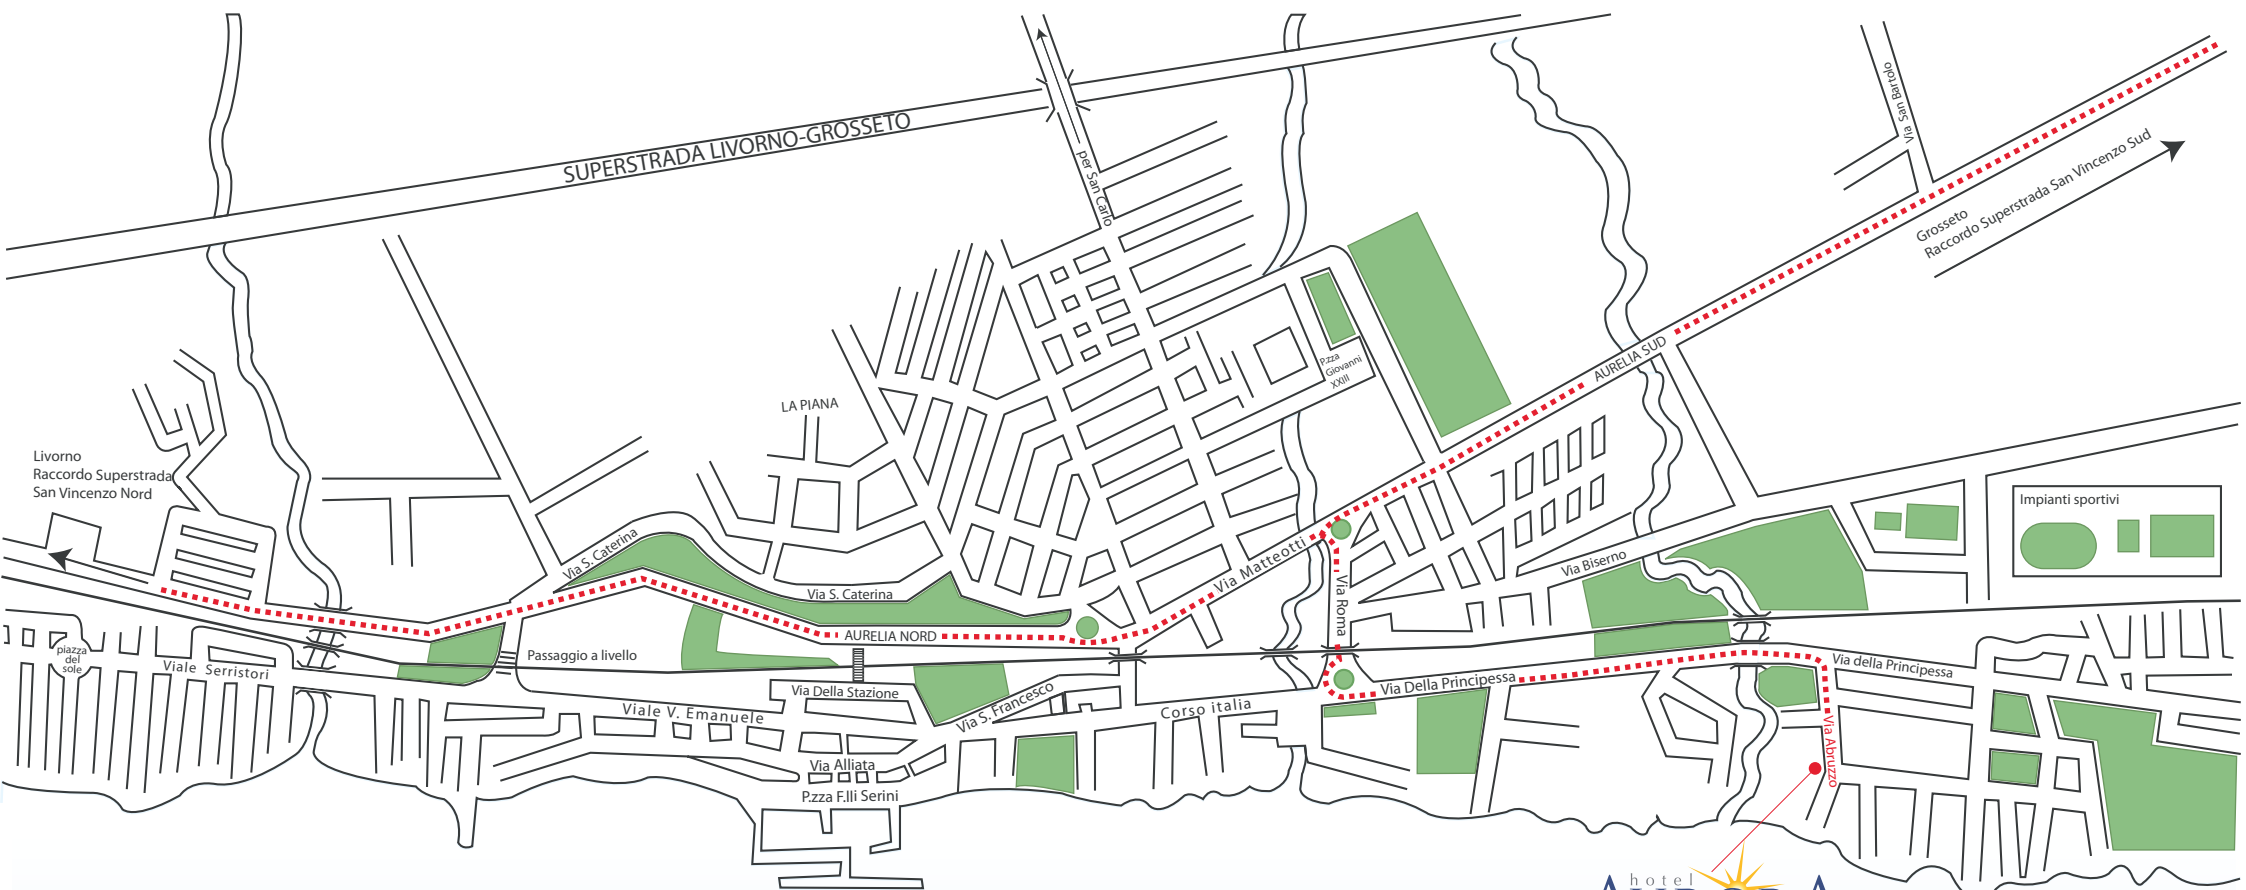 SUPERSTRADA LIVORNO-GROSSETO
per San Carlo
Via San Bartolo
Grosseto
Raccordo Superstrada San Vincenzo Sud
AURELIA SUD
P.zza
Giovanni
XXIII
LA PIANA
Livorno
Raccordo Superstrada
San Vincenzo Nord
Impianti sportivi
Via S. Caterina
Via S. Caterina
Via Matteotti
Via Biserno
Via Roma
AURELIA NORD
piazza
del
sole
Viale Serristori
Passaggio a livello
Via Della Stazione
Via S. Francesco
Via Della Principessa
Via della Principessa
Viale V. Emanuele
Corso italia
Via Abruzzo
Via Alliata
P.zza F.lli Serini
hotel